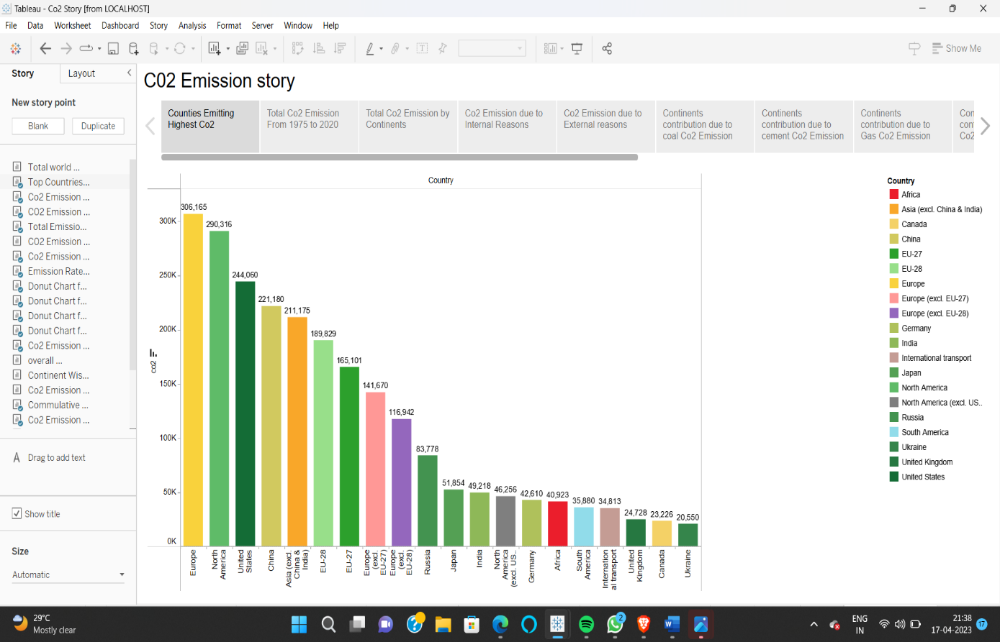 Tableau - Co2 Story [from LOCALHOST]
File Data Worksheet Dashboard Story Analysis Format Server Window Help
Show Me
Story Layout
New story point
Blank Duplicate
Total world ...
Top Countries...
Co2 Emission ...
CO2 Emission ...
Total Emissio...
C02 Emission ...
Co2 Emission ...
Emission Rate...
Donut Chart f...
Donut Chart f...
Donut Chart f...
Donut Chart f...
Co2 Emission ...
overall ...
Continent Wis...
Co2 Emission ...
Commulative ...
Co2 Emission ...
A Drag to add text
Show title
Size
Automatic
C02 Emission story
Counties Emitting
Highest Co2
Total Co2 Emission
From 1975 to 2020
Total Co2 Emission by
Continents
Co2 Emission due to
Internal Reasons
Co2 Emission due to
External reasons
Continents
contribution due to
coal Co2 Emission
Continents
contribution due to
cement Co2 Emission
Continents
contribution due to
Gas Co2 Emission
Con
con
Co2
Country
306,165
290,316
244,060
221,180
211,175
189,829
165,101
141,670
116,942
83,778
51,854
49,218
46,256
42,610
40,923
35,880
34,813
24,728
23,226
20,550
300K
250K
200K
150K
100K
50K
0K
co2
Europe
North
America
United
States
China
Asia (excl.
China &
India)
EU-28
EU-27
Europe
(excl.
EU-27)
Europe
(excl.
EU-28)
Russia
Japan
India
North
America
(excl. US..
Germany
Africa
South
America
Internation
al transport
United
Kingdom
Canada
Ukraine
Country
Africa
Asia (excl. China & India)
Canada
China
EU-27
EU-28
Europe
Europe (excl. EU-27)
Europe (excl. EU-28)
Germany
India
International transport
Japan
North America
North America (excl. US..
Russia
South America
Ukraine
United Kingdom
United States
29°C
Mostly clear
2
ENG
IN
21:38
17-04-2023
17